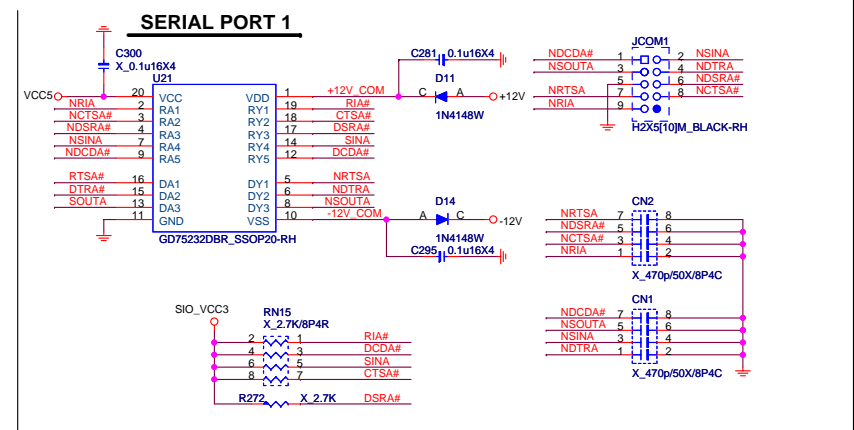 SERIAL PORT 1
C300
X_0.1u16X4
U21
VCC5
20 VCC VDD 1 +12V_COM
NRIA 2 RA1 RY1 19 RIA#
NCTSA# 3 RA2 RY2 18 CTSA#
NDSRA# 4 RA3 RY3 17 DSRA#
NSINA 7 RA4 RY4 14 SINA
NDCDA# 9 RA5 RY5 12 DCDA#
RTSA# 16 DA1 DY1 5 NRTSA
DTRA# 15 DA2 DY2 6 NDTRA
SOUTA 13 DA3 DY3 8 NSOUTA
11 GND VSS 10 -12V_COM
GD75232DBR_SSOP20-RH
C281 0.1u16X4
D11
C A +12V
1N4148W
D14
A C -12V
1N4148W
C295 0.1u16X4
JCOM1
NDCDA# 1 2 NSINA
NSOUTA 3 4 NDTRA
5 6 NDSRA#
NRTSA 7 8 NCTSA#
NRIA 9
H2X5[10]M_BLACK-RH
CN2
NRTSA 7 8
NDSRA# 5 6
NCTSA# 3 4
NRIA 1 2
X_470p/50X/8P4C
CN1
NDCDA# 7 8
NSOUTA 5 6
NSINA 3 4
NDTRA 1 2
X_470p/50X/8P4C
SIO_VCC3
RN15
X_2.7K/8P4R
2 1 RIA#
4 3 DCDA#
6 5 SINA
8 7 CTSA#
R272 X_2.7K DSRA#